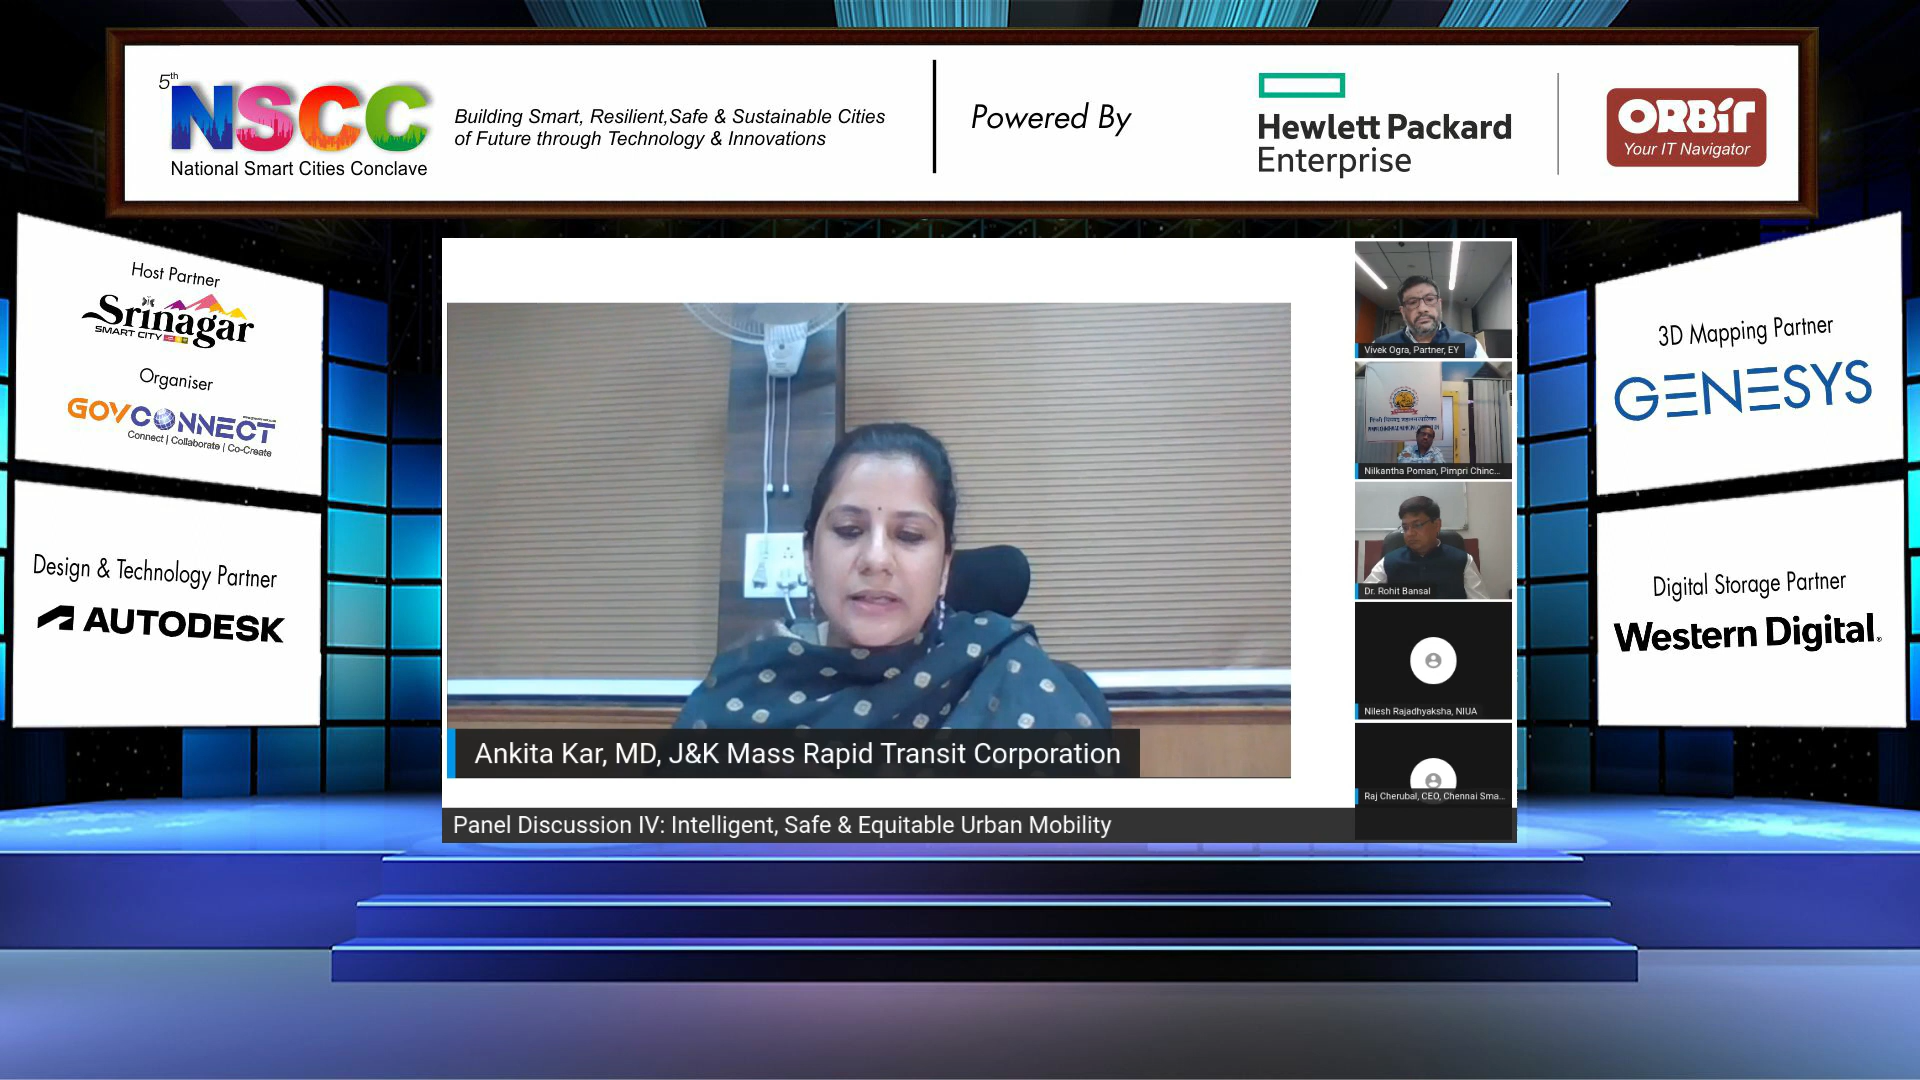 5th
NSCC
National Smart Cities Conclave
Building Smart, Resilient,Safe & Sustainable Cities
of Future through Technology & Innovations
Powered By
Hewlett Packard
Enterprise
ORBIT
Your IT Navigator
Host Partner
Srinagar
SMART CITY
Organiser
GOVCONNECT
Connect | Collaborate | Co-Create
Design & Technology Partner
AUTODESK
Ankita Kar, MD, J&K Mass Rapid Transit Corporation
Panel Discussion IV: Intelligent, Safe & Equitable Urban Mobility
Vivek Ogra, Partner, EY
Nilkantha Poman, Pimpri Chinc...
Dr. Rohit Bansal
Nilesh Rajadhyaksha, NIUA
Raj Cherubal, CEO, Chennai Sma...
3D Mapping Partner
GENESYS
Digital Storage Partner
Western Digital.